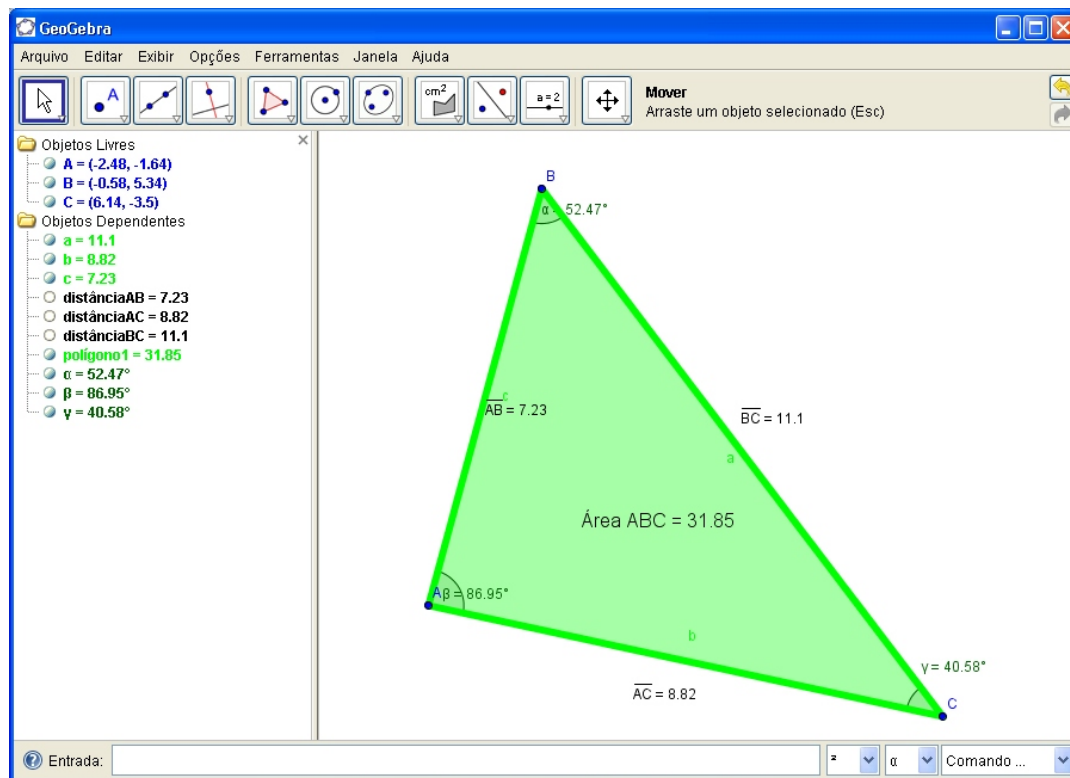 GeoGebra
Arquivo Editar Exibir Opções Ferramentas Janela Ajuda
A
cm²
a=2
Mover
Arraste um objeto selecionado (Esc)
Objetos Livres
A = (-2.48, -1.64)
B = (-0.58, 5.34)
C = (6.14, -3.5)
Objetos Dependentes
a = 11.1
b = 8.82
c = 7.23
distânciaAB = 7.23
distânciaAC = 8.82
distânciaBC = 11.1
polígono1 = 31.85
α = 52.47°
β = 86.95°
γ = 40.58°
B
α = 52.47°
c
AB = 7.23
BC = 11.1
a
Área ABC = 31.85
A
β = 86.95°
b
γ = 40.58°
AC = 8.82
C
Entrada:
²
α
Comando ...